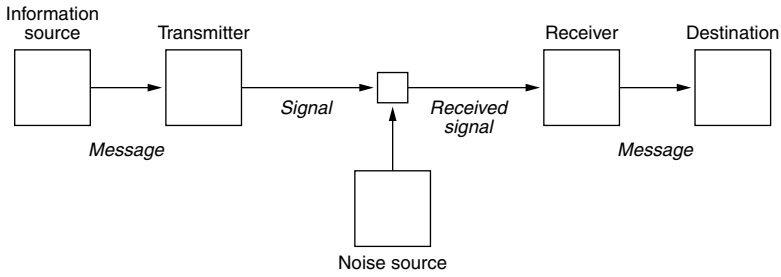 Information
source
Transmitter
Receiver
Destination
Signal
Received
signal
Message
Message
Noise source